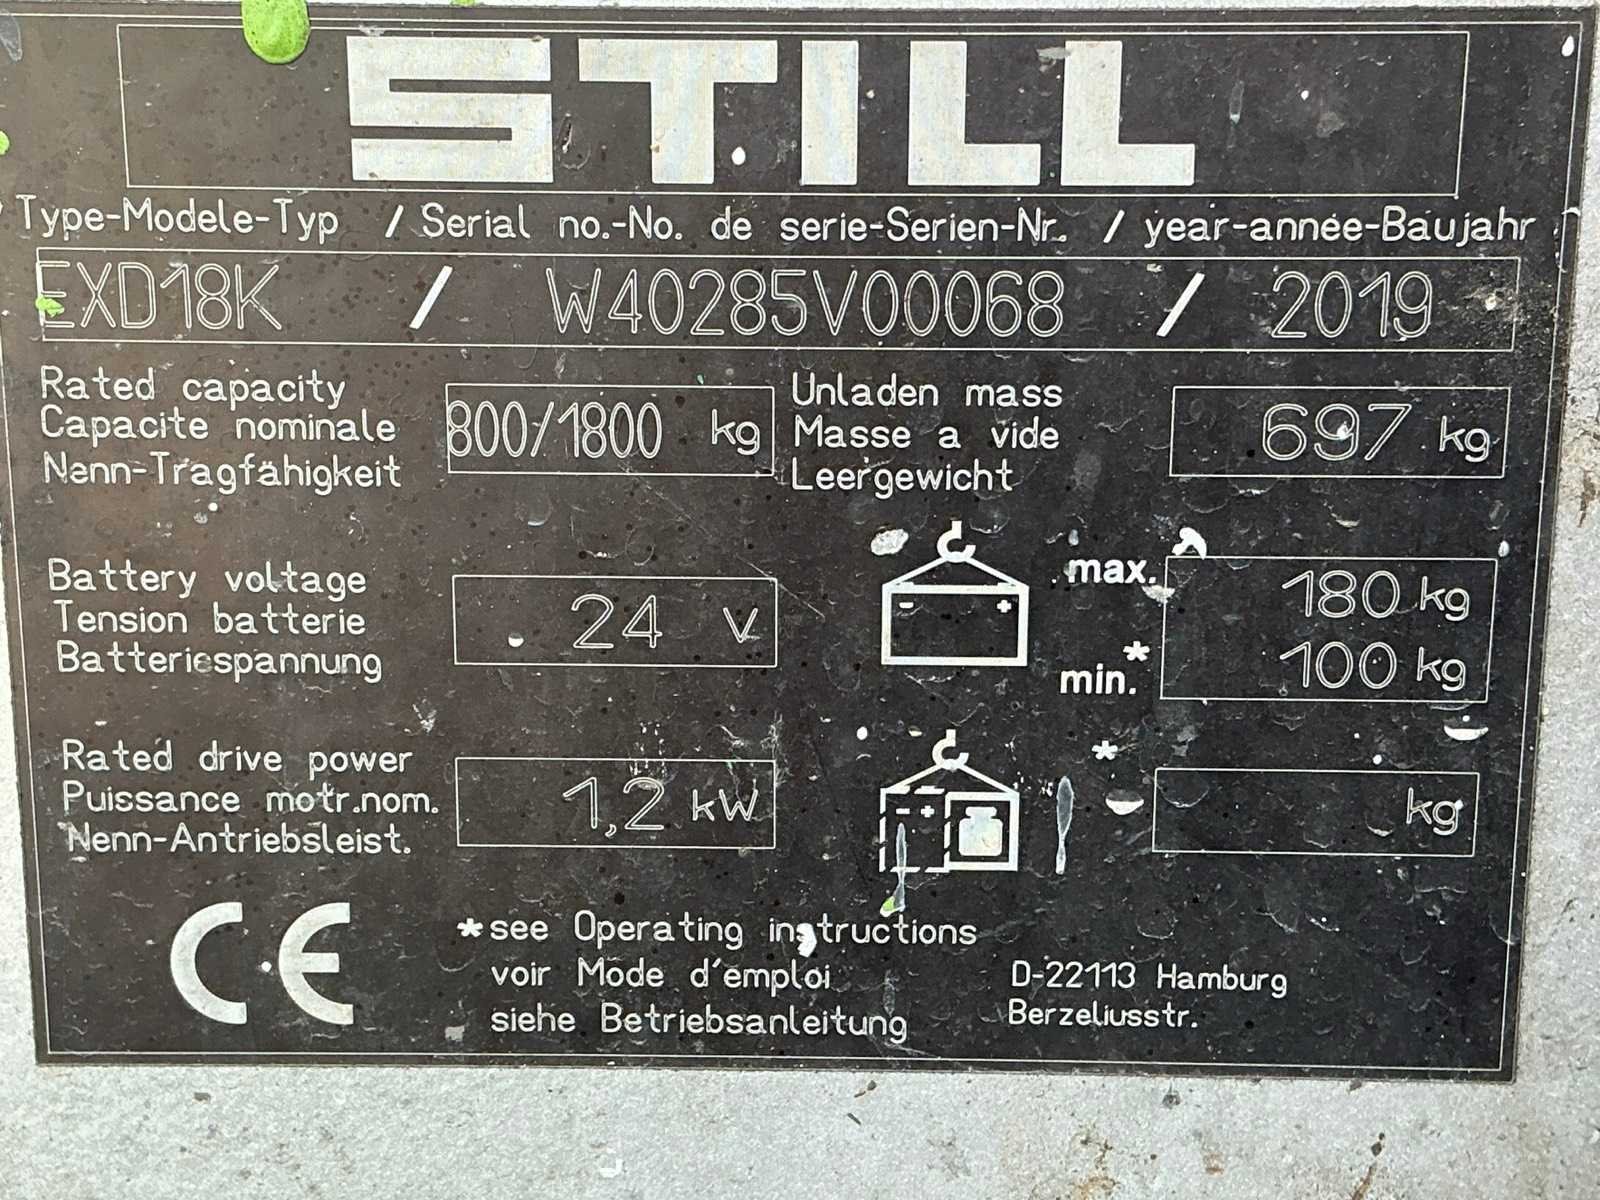 STILL
Type-Modele-Typ / Serial no.-No. de serie-Serien-Nr. / year-année-Baujahr
EXD18K / W40285V00068 / 2019
Rated capacity
Capacite nominale
Nenn-Tragfähigkeit
800/1800 kg
Unladen mass
Masse a vide
Leergewicht
697 kg
Battery voltage
Tension batterie
Batteriespannung
24 V
- +
max. 180 kg
min.* 100 kg
Rated drive power
Puissance motr.nom.
Nenn-Antriebsleist.
1,2 kW
- +
* kg
CE
*see Operating instructions
voir Mode d'emploi
siehe Betriebsanleitung
D-22113 Hamburg
Berzeliusstr.